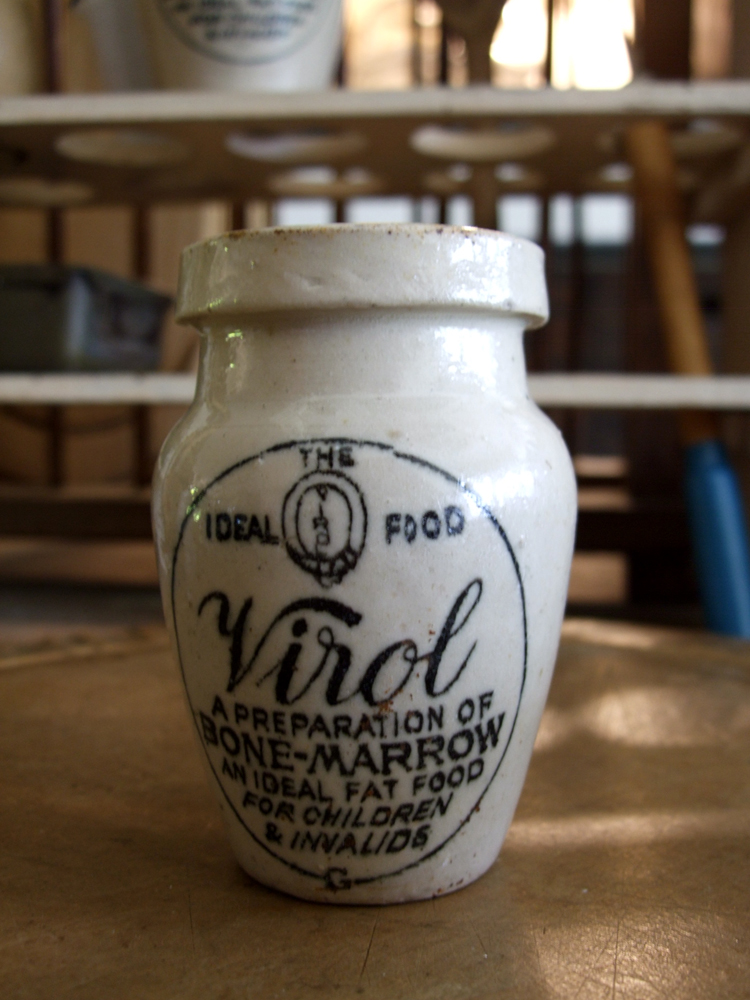 THE
IDEAL FOOD
Virol
A PREPARATION OF
BONE-MARROW
AN IDEAL FAT FOOD
FOR CHILDREN
& INVALIDS
G